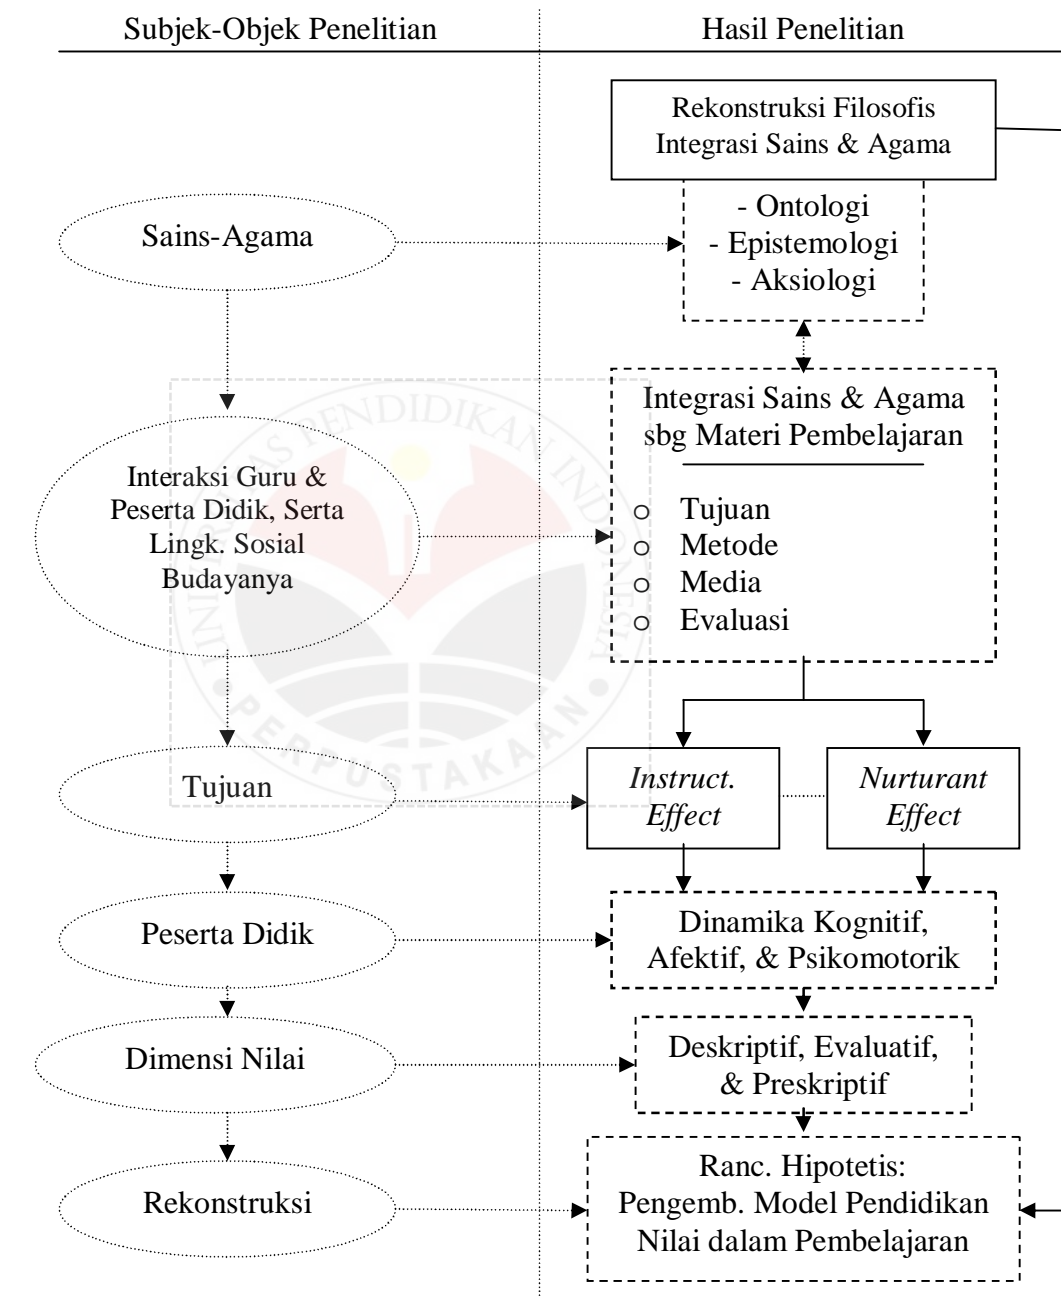 Subjek-Objek Penelitian
Hasil Penelitian
Rekonstruksi Filosofis
Integrasi Sains & Agama
- Ontologi
- Epistemologi
- Aksiologi
Sains-Agama
Integrasi Sains & Agama
sbg Materi Pembelajaran
o Tujuan
o Metode
o Media
o Evaluasi
Interaksi Guru &
Peserta Didik, Serta
Lingk. Sosial
Budayanya
Tujuan
Instruct.
Effect
Nurturant
Effect
Peserta Didik
Dinamika Kognitif,
Afektif, & Psikomotorik
Dimensi Nilai
Deskriptif, Evaluatif,
& Preskriptif
Rekonstruksi
Ranc. Hipotetis:
Pengemb. Model Pendidikan
Nilai dalam Pembelajaran
PENDIDIKAN INDONESIA
PERPUSTAKAAN